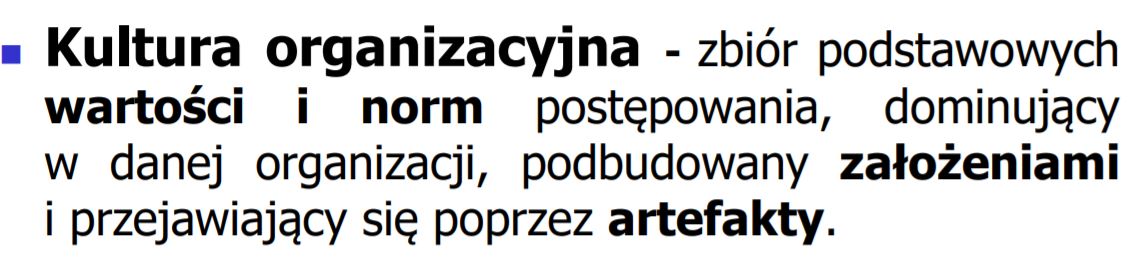 Kultura organizacyjna - zbiór podstawowych
wartości i norm postępowania, dominujący
w danej organizacji, podbudowany założeniami
i przejawiający się poprzez artefakty.